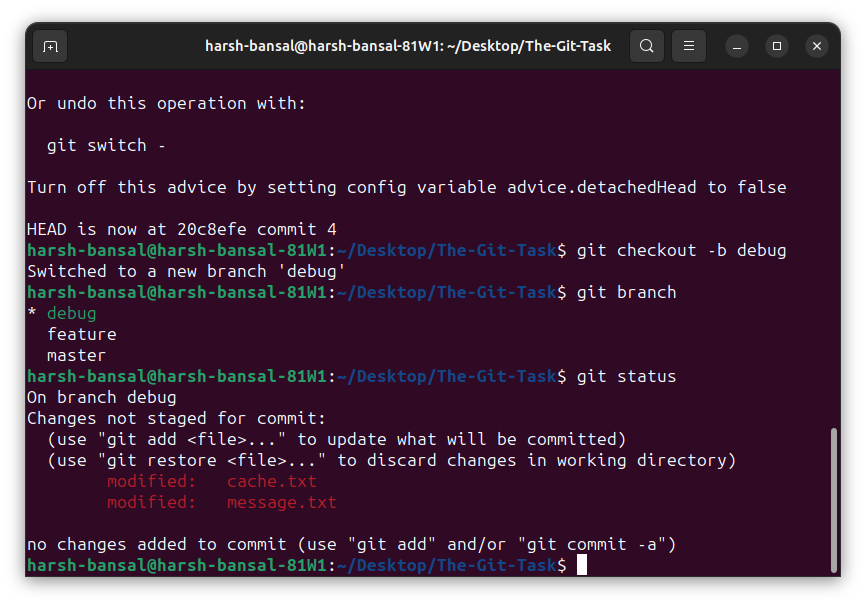 harsh-bansal@harsh-bansal-81W1: ~/Desktop/The-Git-Task
Or undo this operation with:
  git switch -
Turn off this advice by setting config variable advice.detachedHead to false
HEAD is now at 20c8efe commit 4
harsh-bansal@harsh-bansal-81W1:~/Desktop/The-Git-Task$ git checkout -b debug
Switched to a new branch 'debug'
harsh-bansal@harsh-bansal-81W1:~/Desktop/The-Git-Task$ git branch
* debug
  feature
  master
harsh-bansal@harsh-bansal-81W1:~/Desktop/The-Git-Task$ git status
On branch debug
Changes not staged for commit:
  (use "git add <file>..." to update what will be committed)
  (use "git restore <file>..." to discard changes in working directory)
        modified:   cache.txt
        modified:   message.txt
no changes added to commit (use "git add" and/or "git commit -a")
harsh-bansal@harsh-bansal-81W1:~/Desktop/The-Git-Task$